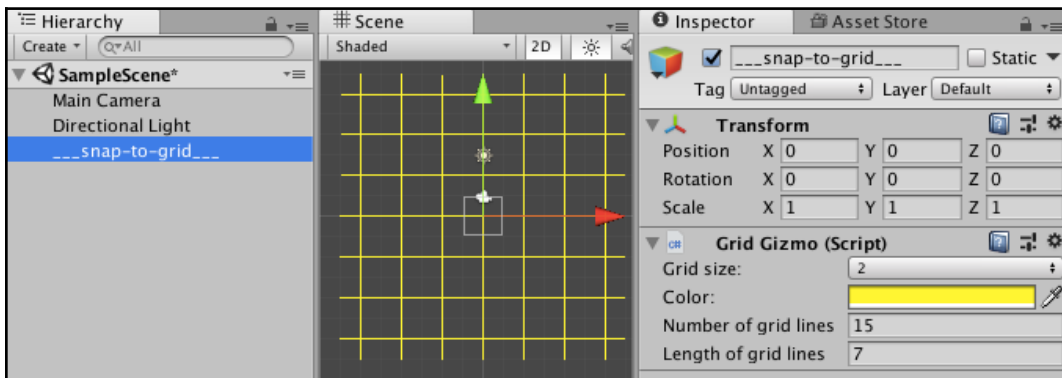 Hierarchy
Create
All
SampleScene*
Main Camera
Directional Light
___snap-to-grid___
Scene
Shaded
2D
Inspector
Asset Store
___snap-to-grid___
Static
Tag Untagged Layer Default
Transform
Position X 0 Y 0 Z 0
Rotation X 0 Y 0 Z 0
Scale X 1 Y 1 Z 1
C# Grid Gizmo (Script)
Grid size: 2
Color:
Number of grid lines 15
Length of grid lines 7